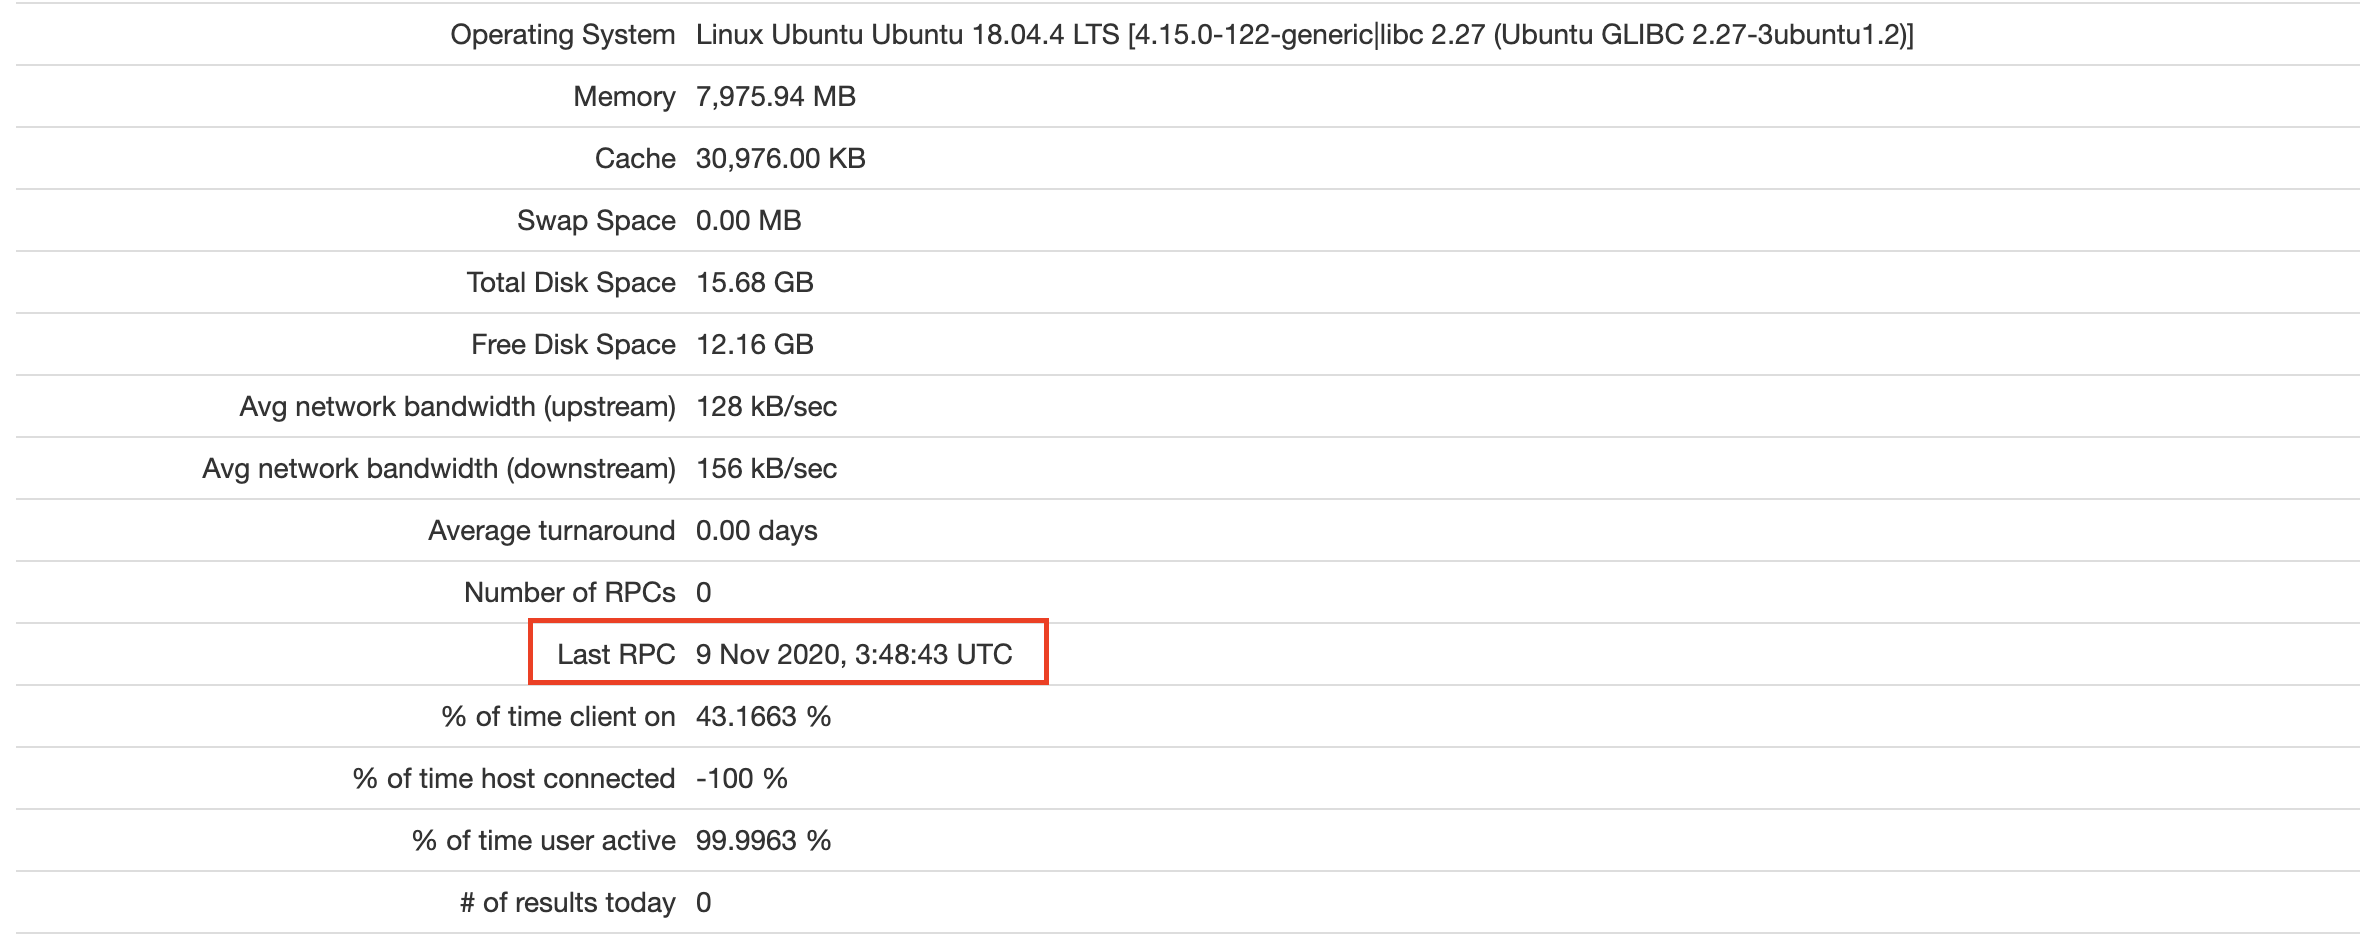 Operating System Linux Ubuntu Ubuntu 18.04.4 LTS [4.15.0-122-generic|libc 2.27 (Ubuntu GLIBC 2.27-3ubuntu1.2)]
Memory 7,975.94 MB
Cache 30,976.00 KB
Swap Space 0.00 MB
Total Disk Space 15.68 GB
Free Disk Space 12.16 GB
Avg network bandwidth (upstream) 128 kB/sec
Avg network bandwidth (downstream) 156 kB/sec
Average turnaround 0.00 days
Number of RPCs 0
Last RPC 9 Nov 2020, 3:48:43 UTC
% of time client on 43.1663 %
% of time host connected -100 %
% of time user active 99.9963 %
# of results today 0